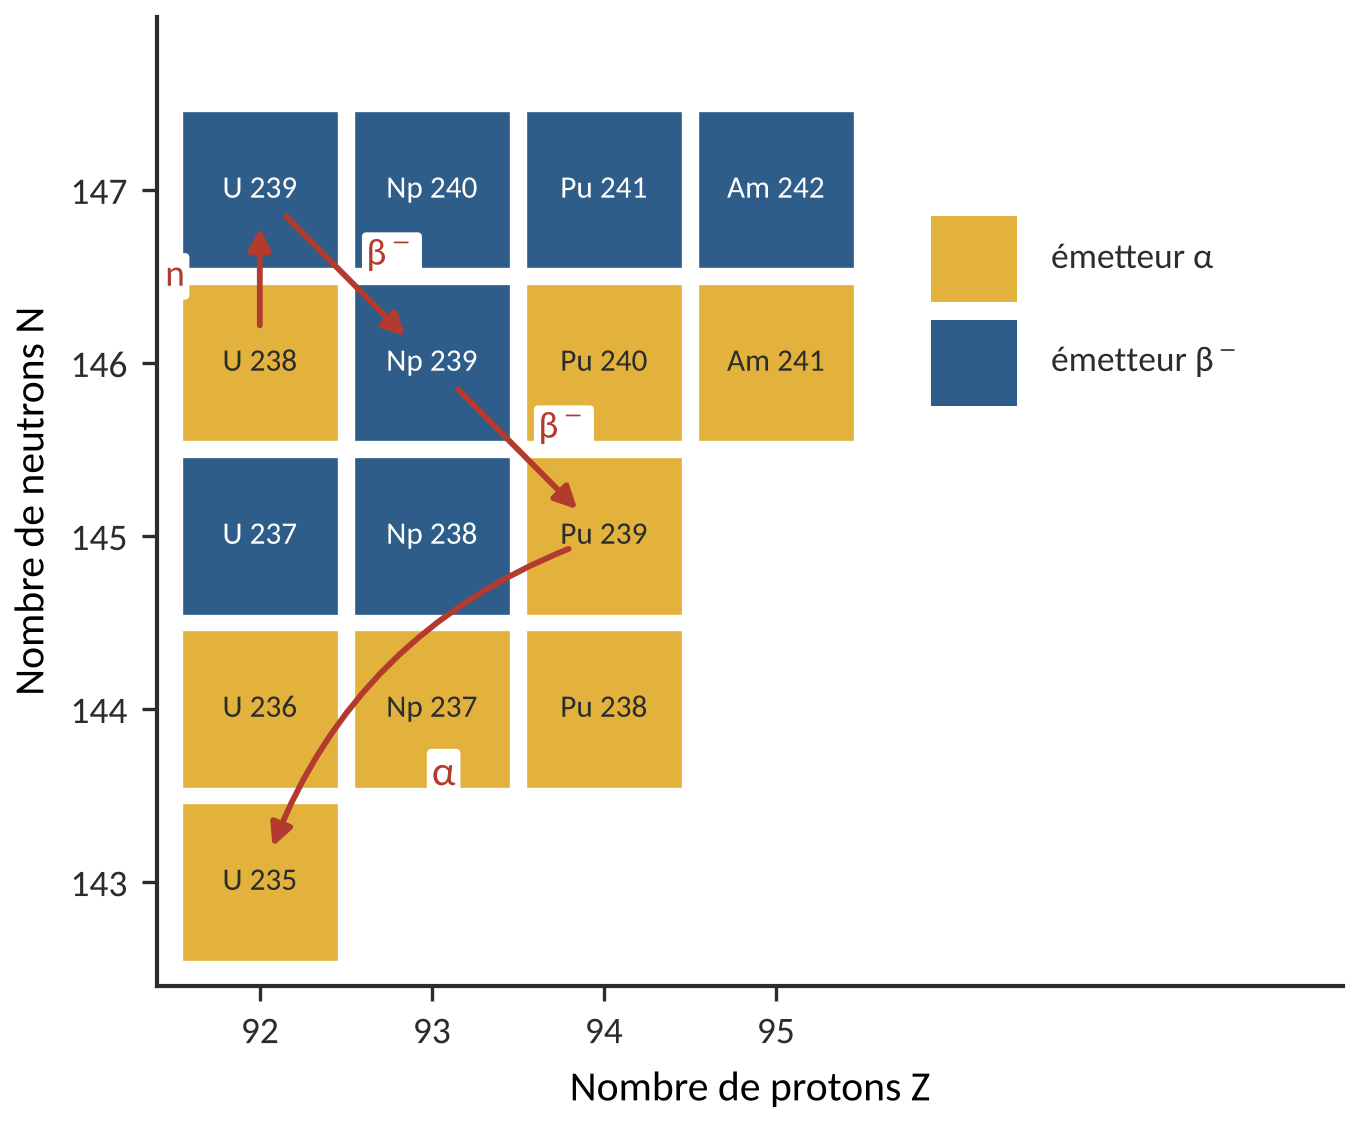 147
U 239
Np 240
Pu 241
Am 242
n
β⁻
émetteur α
146
U 238
Np 239
Pu 240
Am 241
émetteur β⁻
β⁻
145
U 237
Np 238
Pu 239
144
U 236
Np 237
Pu 238
α
143
U 235
92
93
94
95
Nombre de protons Z
Nombre de neutrons N